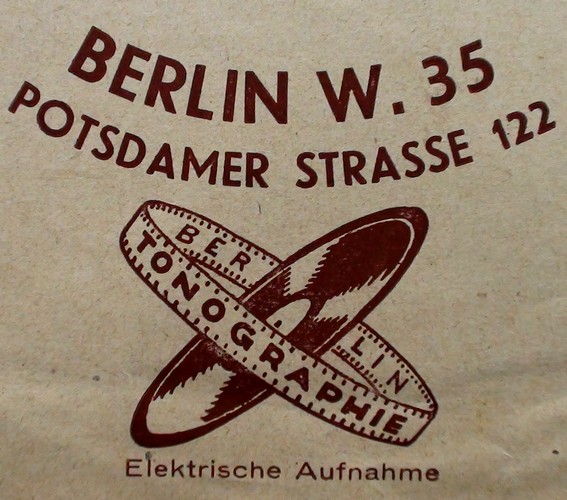 BERLIN W. 35
POTSDAMER STRASSE 122
BERLIN
TONOGRAPHIE
Elektrische Aufnahme